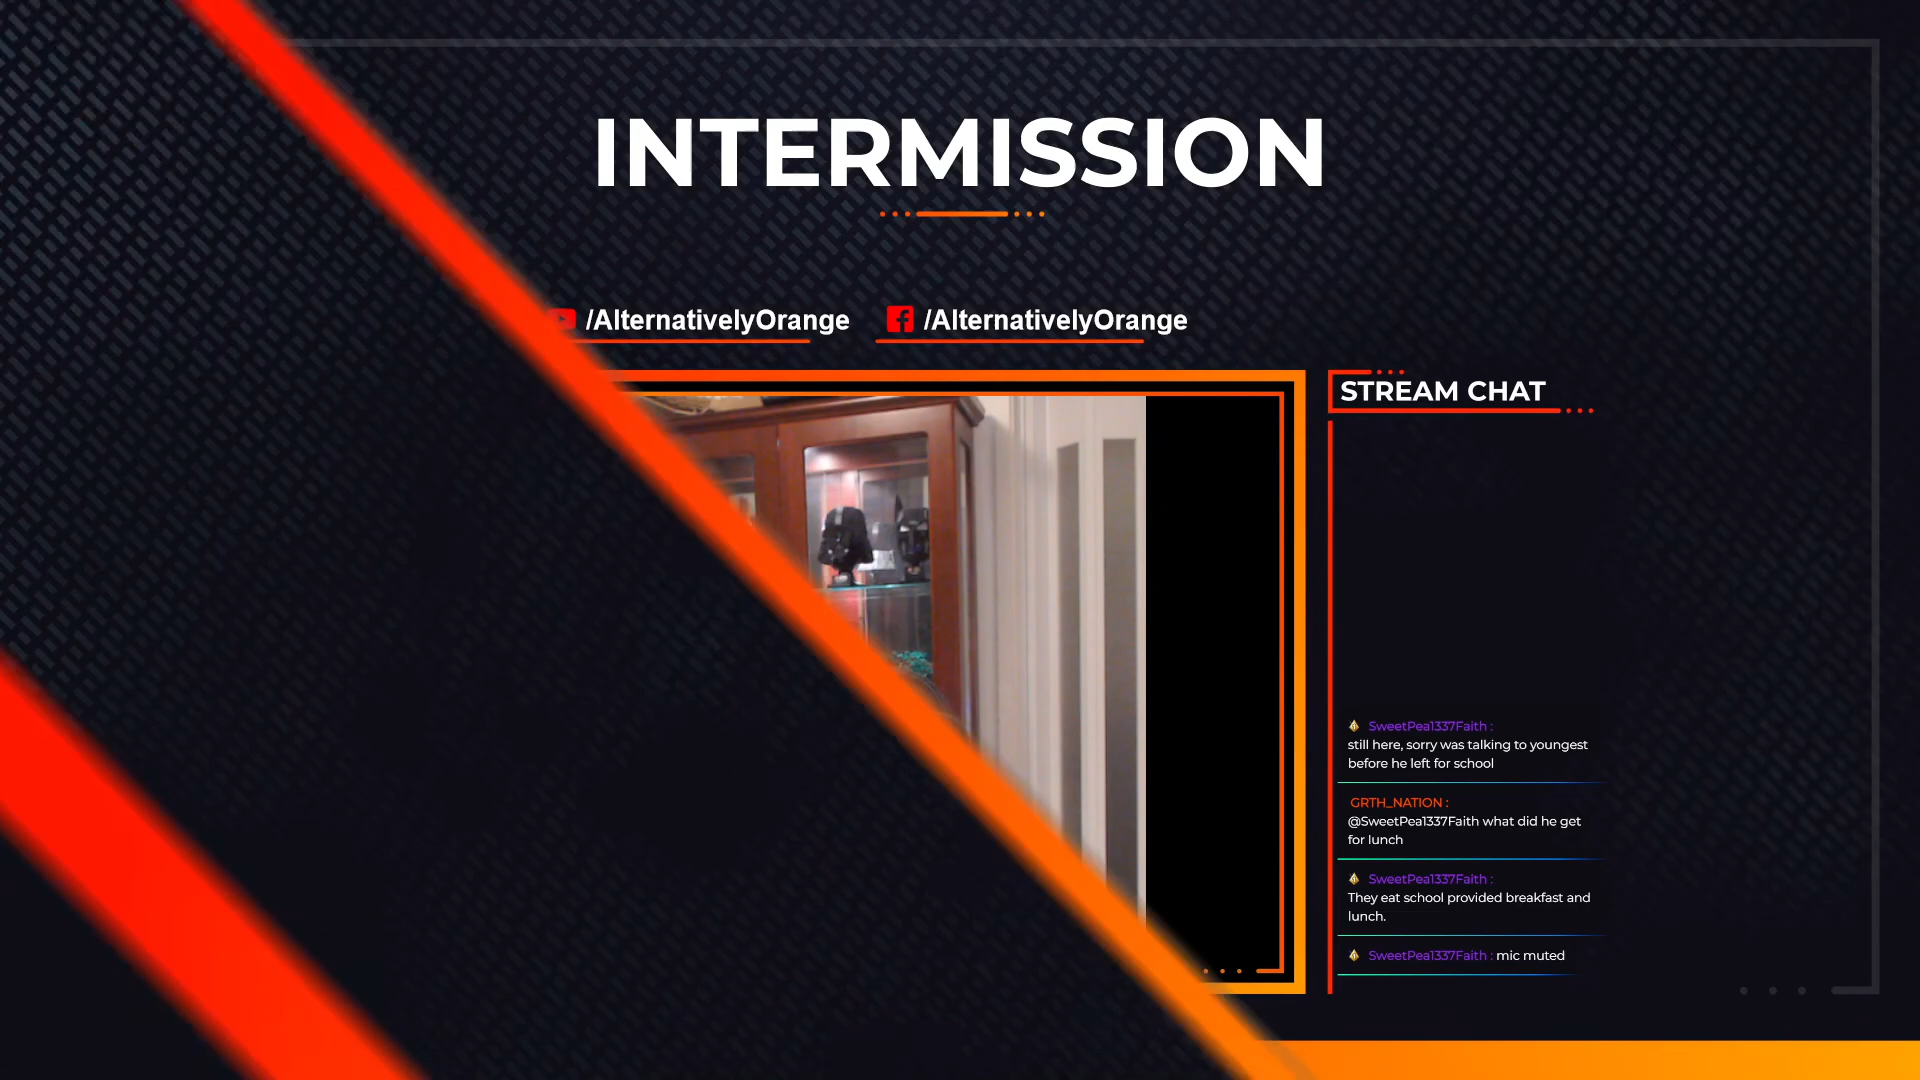 INTERMISSION
/AlternativelyOrange /AlternativelyOrange
STREAM CHAT
SweetPea1337Faith :
still here, sorry was talking to youngest
before he left for school
GRTH_NATION :
@SweetPea1337Faith what did he get
for lunch
SweetPea1337Faith :
They eat school provided breakfast and
lunch.
SweetPea1337Faith : mic muted